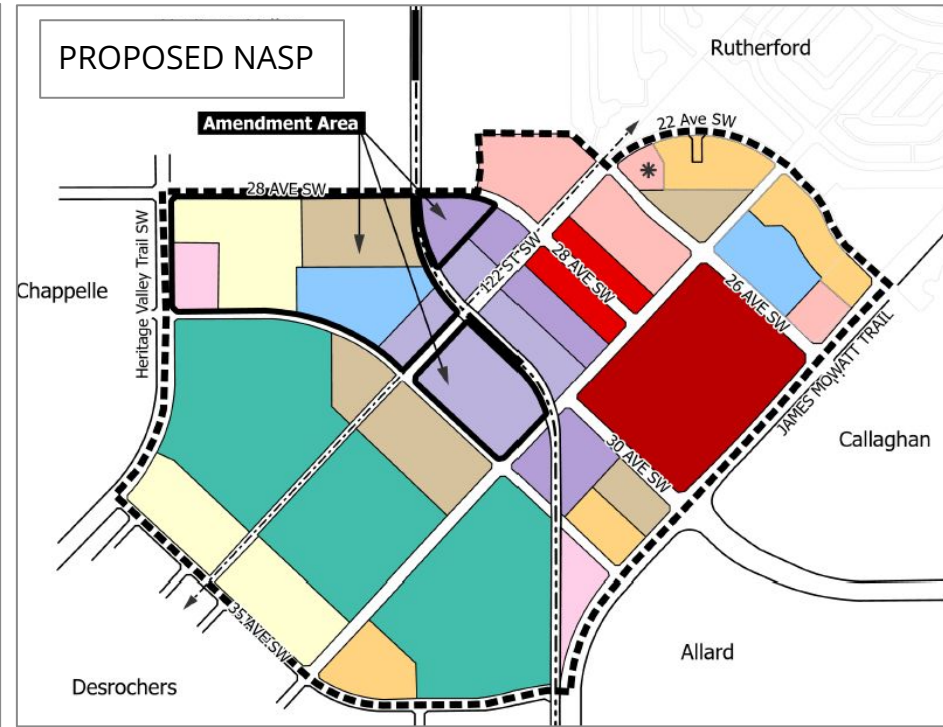 PROPOSED NASP
Rutherford
Amendment Area
22 Ave SW
28 AVE SW
Heritage Valley Trail SW
122 ST SW
28 AVE SW
Chappelle
26 AVE SW
JAMES MOWATT TRAIL
Callaghan
30 AVE SW
35 AVE SW
Allard
Desrochers